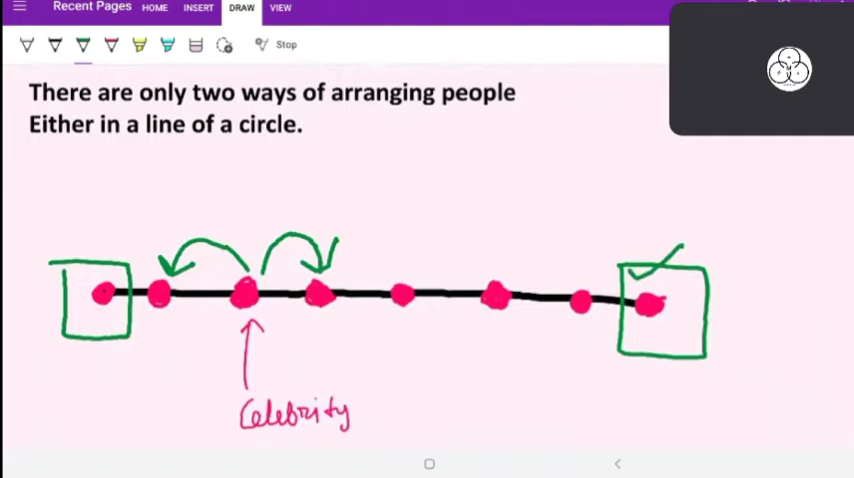 Recent Pages HOME INSERT DRAW VIEW
Stop
There are only two ways of arranging people
Either in a line of a circle.
Celebrity